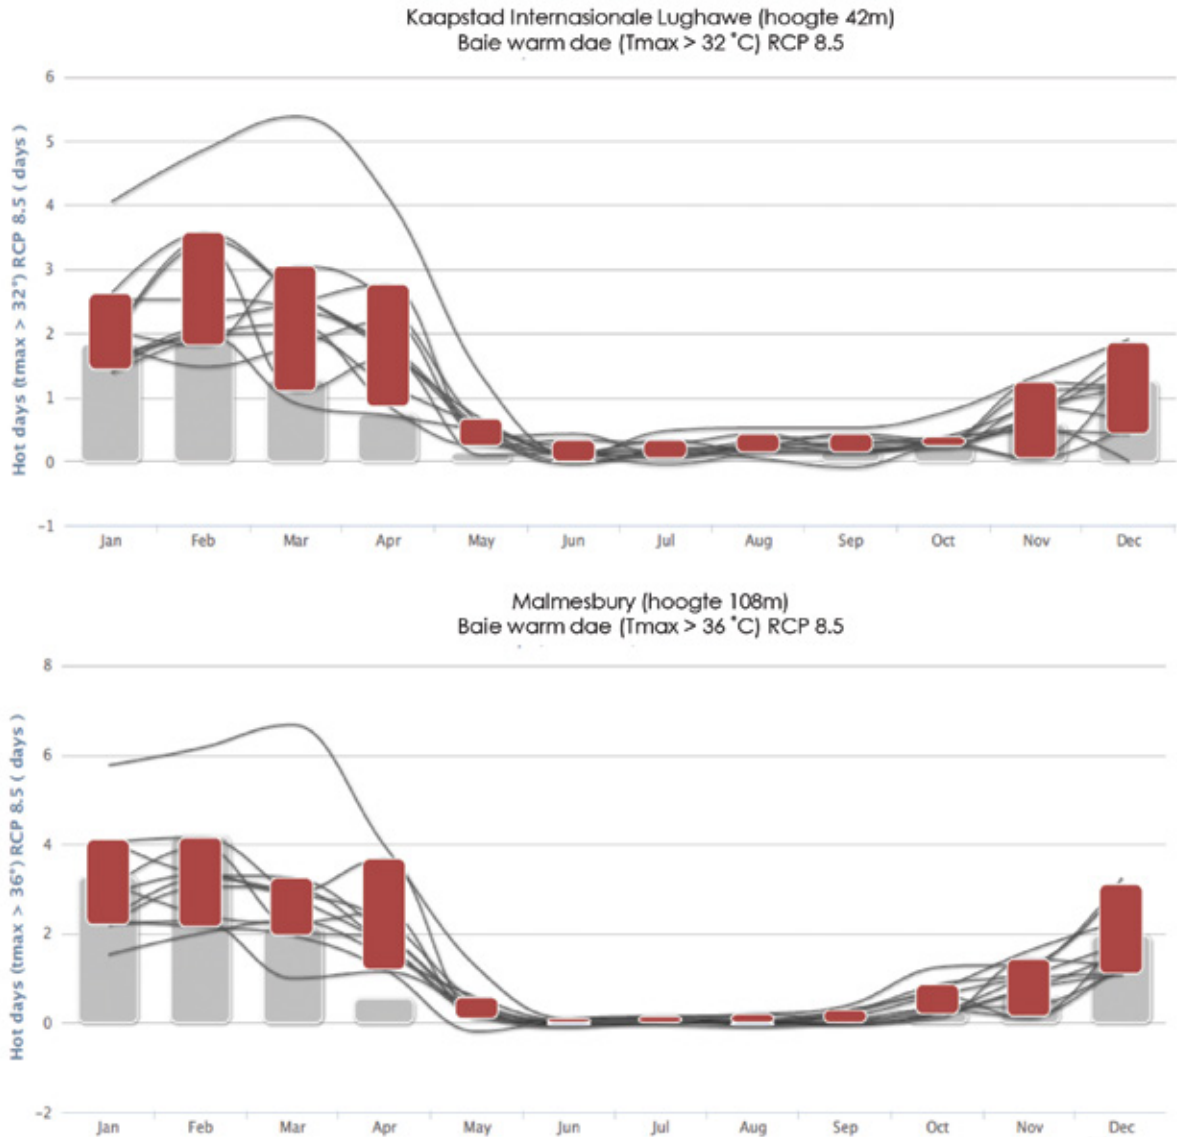 Kaapstad Internasionale Lughawe (hoogte 42m)
Baie warm dae (Tmax > 32 ˚C) RCP 8.5
Hot days (tmax > 32°) RCP 8.5 ( days )
6
5
4
3
2
1
0
-1
Jan Feb Mar Apr May Jun Jul Aug Sep Oct Nov Dec
Malmesbury (hoogte 108m)
Baie warm dae (Tmax > 36 ˚C) RCP 8.5
Hot days (tmax > 36°) RCP 8.5 ( days )
8
6
4
2
0
-2
Jan Feb Mar Apr May Jun Jul Aug Sep Oct Nov Dec